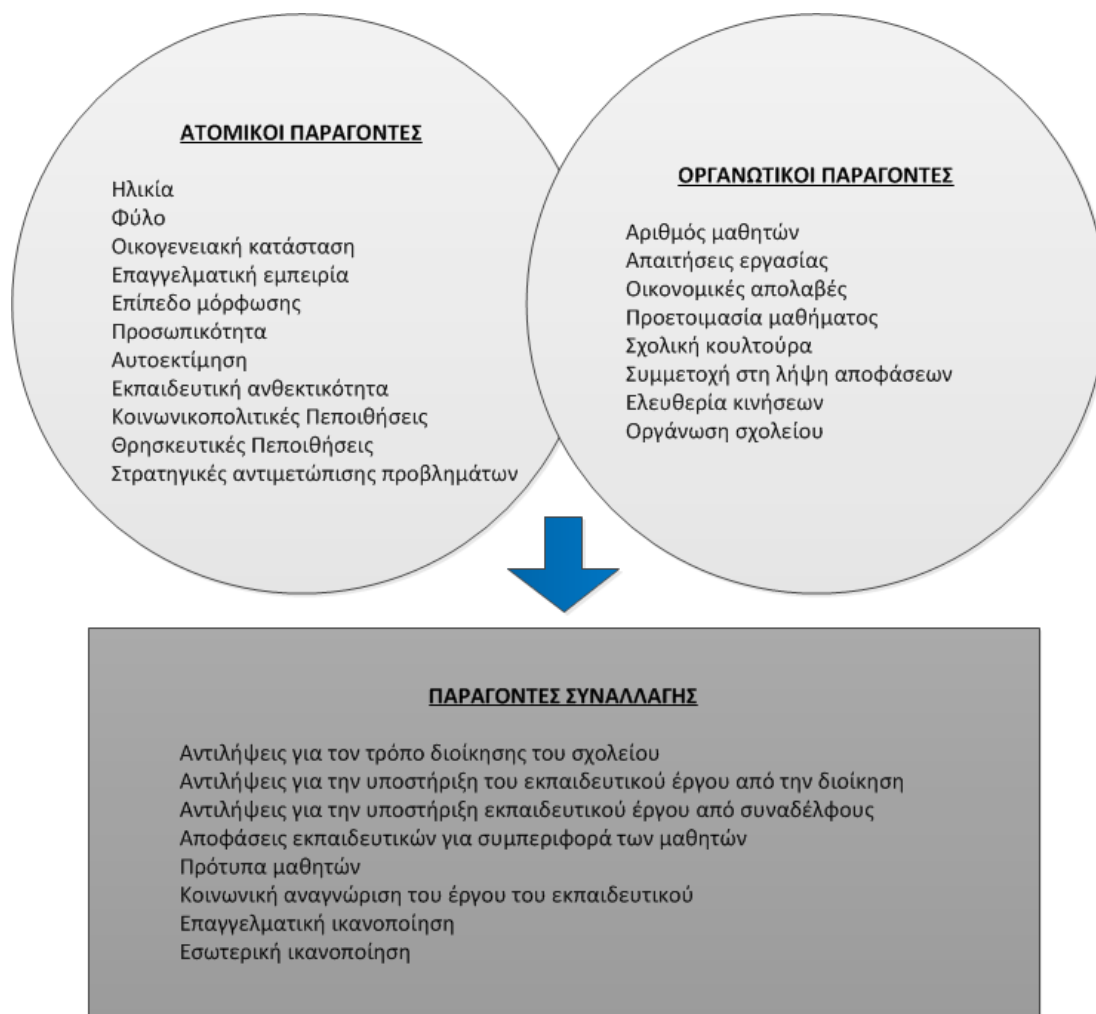 ΑΤΟΜΙΚΟΙ ΠΑΡΑΓΟΝΤΕΣ
Ηλικία
Φύλο
Οικογενειακή κατάσταση
Επαγγελματική εμπειρία
Επίπεδο μόρφωσης
Προσωπικότητα
Αυτοεκτίμηση
Εκπαιδευτική ανθεκτικότητα
Κοινωνικοπολιτικές Πεποιθήσεις
Θρησκευτικές Πεποιθήσεις
Στρατηγικές αντιμετώπισης προβλημάτων
ΟΡΓΑΝΩΤΙΚΟΙ ΠΑΡΑΓΟΝΤΕΣ
Αριθμός μαθητών
Απαιτήσεις εργασίας
Οικονομικές απολαβές
Προετοιμασία μαθήματος
Σχολική κουλτούρα
Συμμετοχή στη λήψη αποφάσεων
Ελευθερία κινήσεων
Οργάνωση σχολείου
ΠΑΡΑΓΟΝΤΕΣ ΣΥΝΑΛΛΑΓΗΣ
Αντιλήψεις για τον τρόπο διοίκησης του σχολείου
Αντιλήψεις για την υποστήριξη του εκπαιδευτικού έργου από την διοίκηση
Αντιλήψεις για την υποστήριξη εκπαιδευτικού έργου από συναδέλφους
Αποφάσεις εκπαιδευτικών για συμπεριφορά των μαθητών
Πρότυπα μαθητών
Κοινωνική αναγνώριση του έργου του εκπαιδευτικού
Επαγγελματική ικανοποίηση
Εσωτερική ικανοποίηση